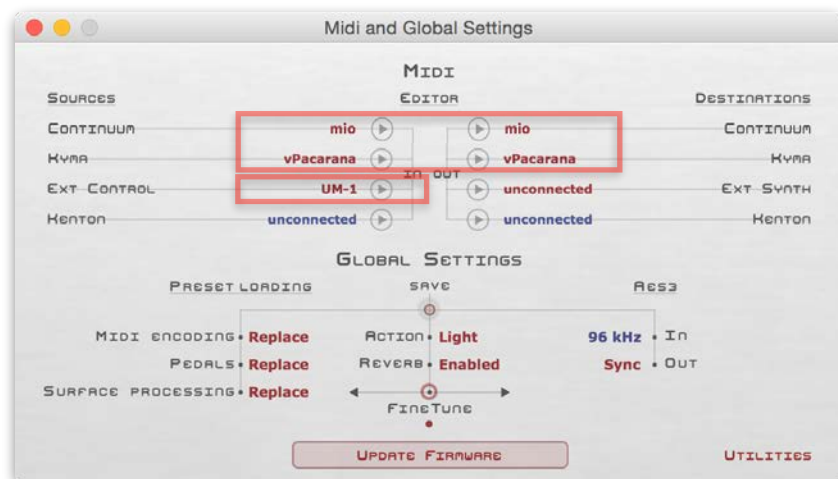 Midi and Global Settings
Midi
Sources Editor Destinations
Continuum mio mio Continuum
Kyma vPacarana vPacarana Kyma
IN OUT
Ext Control UM-1 unconnected Ext Synth
Kenton unconnected unconnected Kenton
Global Settings
Preset loading save Aes3
Midi encoding Replace Action Light 96 kHz In
Pedals Replace Reverb Enabled Sync Out
Surface processing Replace
FineTune
Update Firmware Utilities